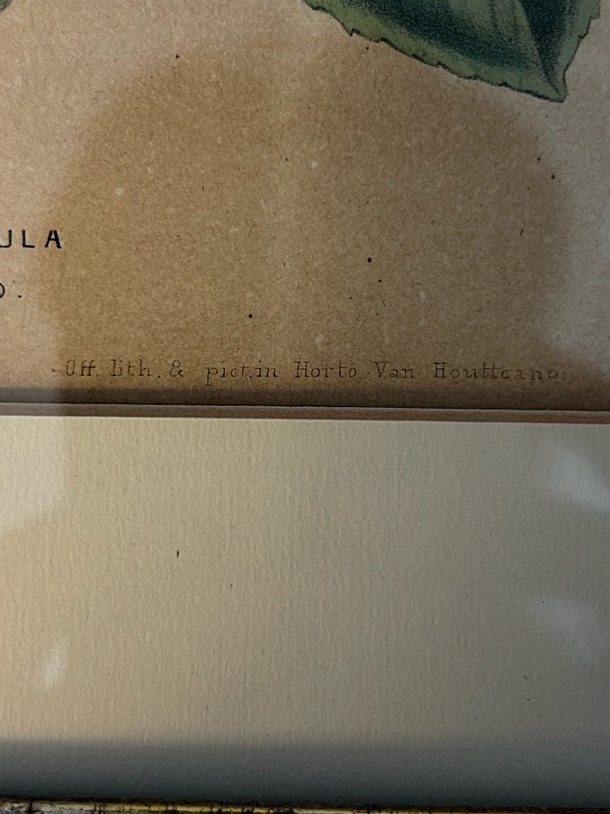 ULA
Off. lith. & pict. in Horto Van Houtteano.